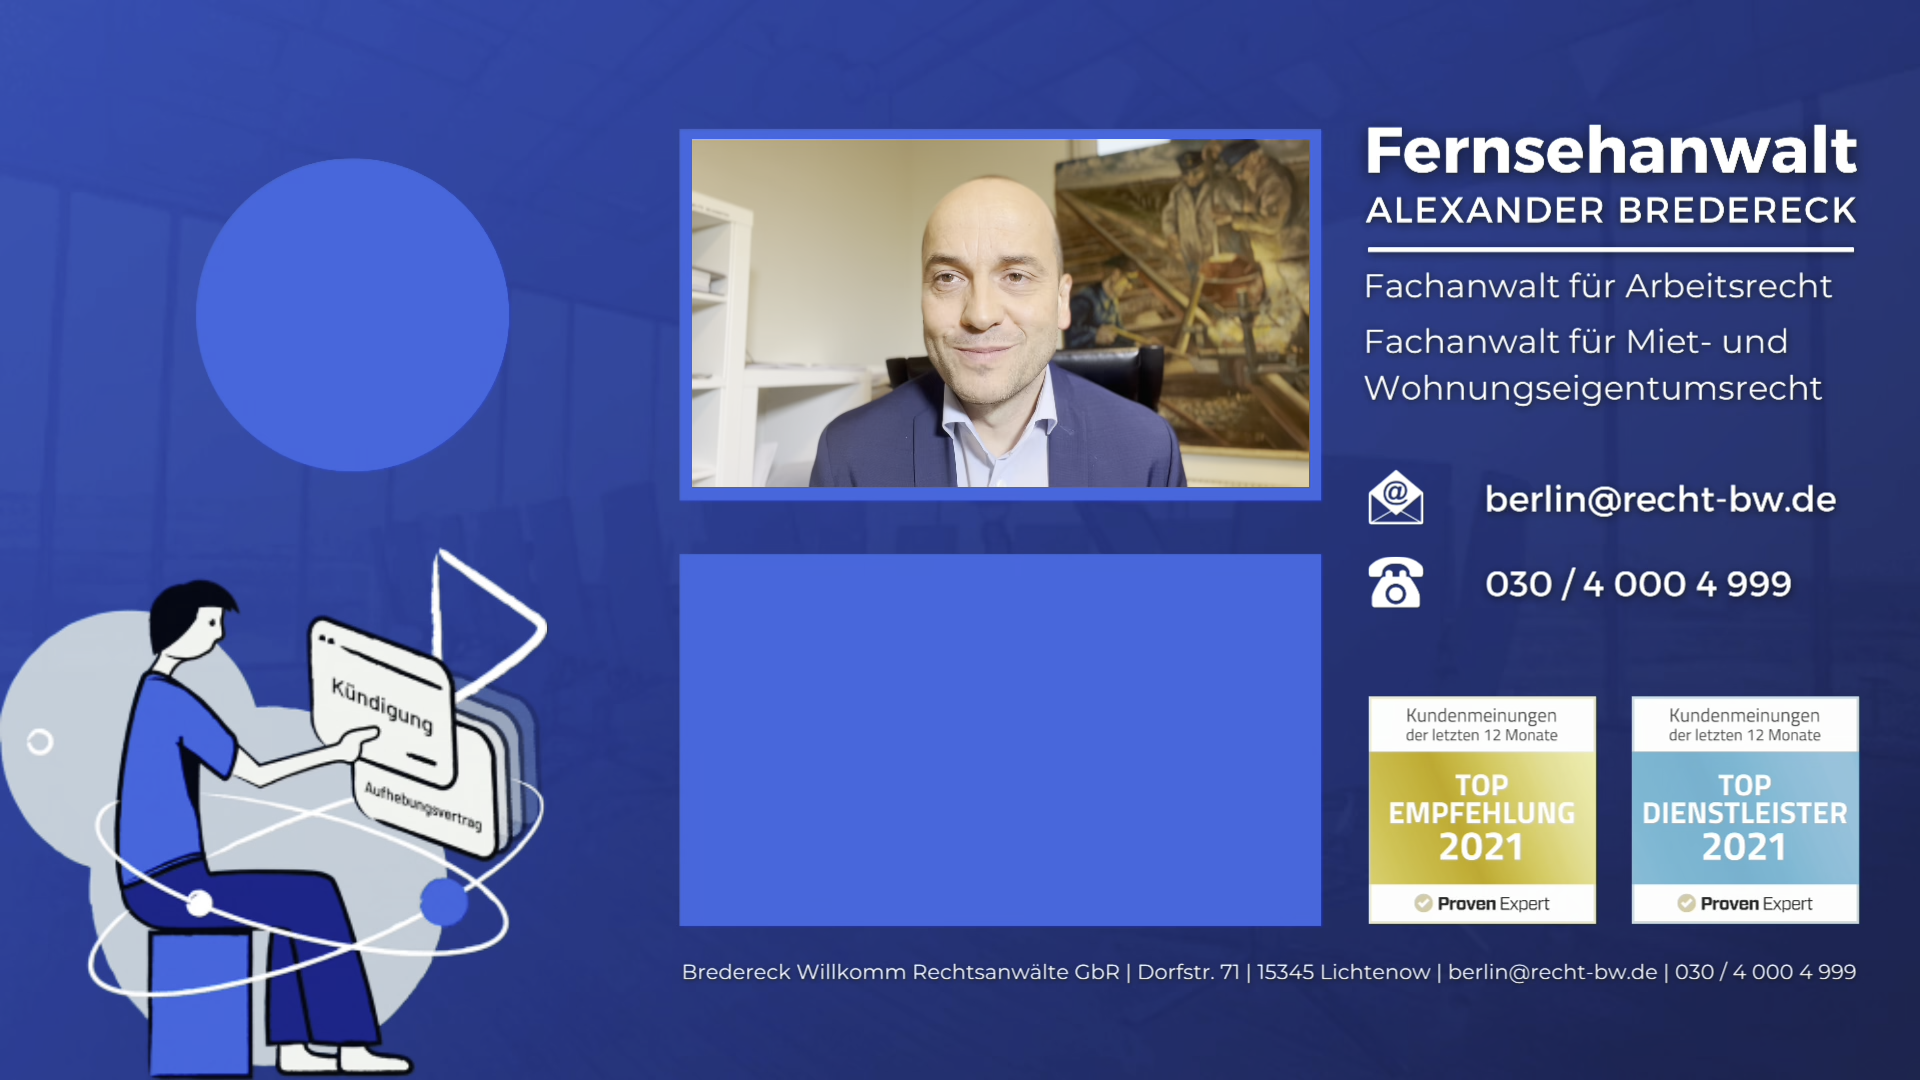 Fernsehanwalt
ALEXANDER BREDERECK
Fachanwalt für Arbeitsrecht
Fachanwalt für Miet- und
Wohnungseigentumsrecht
berlin@recht-bw.de
030 / 4 000 4 999
Kündigung
Aufhebungsvertrag
Kundenmeinungen
der letzten 12 Monate
TOP
EMPFEHLUNG
2021
Proven Expert
Kundenmeinungen
der letzten 12 Monate
TOP
DIENSTLEISTER
2021
Proven Expert
Bredereck Willkomm Rechtsanwälte GbR | Dorfstr. 71 | 15345 Lichtenow | berlin@recht-bw.de | 030 / 4 000 4 999